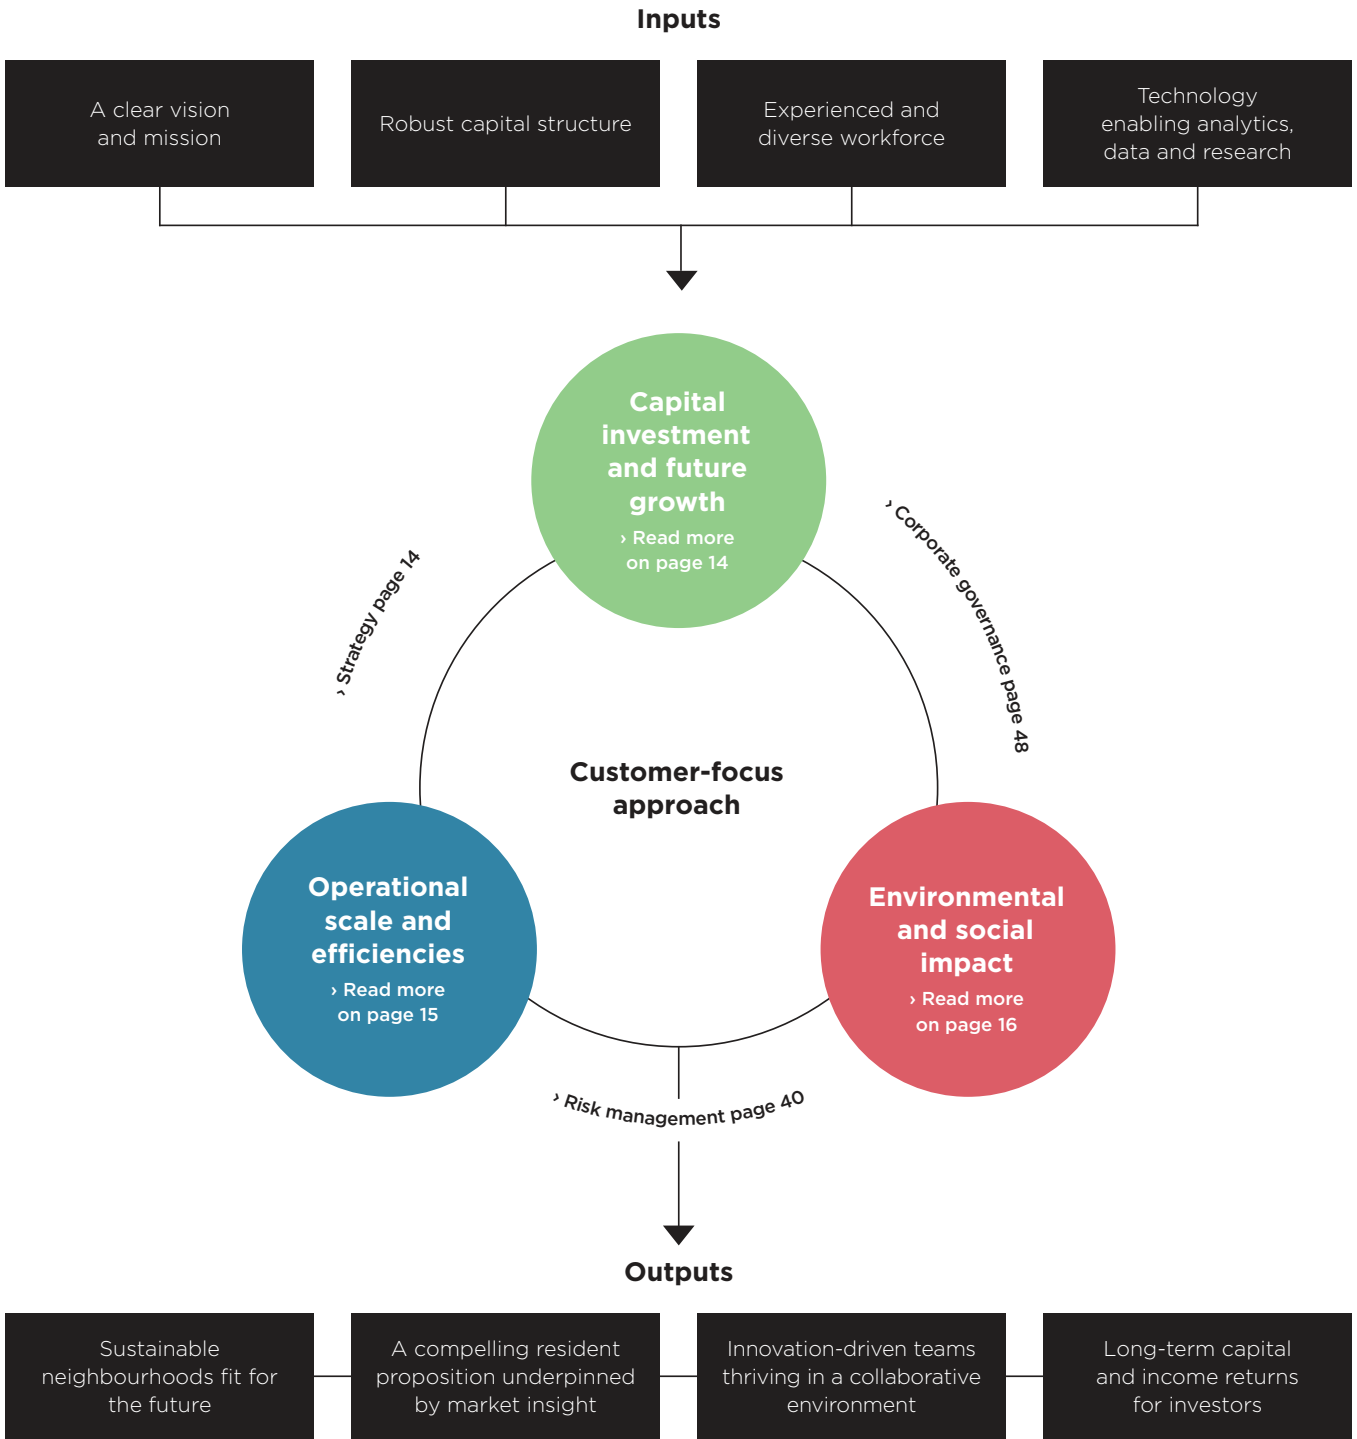 Inputs
A clear vision
and mission
Robust capital structure
Experienced and
diverse workforce
Technology
enabling analytics,
data and research
Capital
investment
and future
growth
› Read more
on page 14
› Strategy page 14
› Corporate governance page 48
Customer-focus
approach
Operational
scale and
efficiencies
› Read more
on page 15
Environmental
and social
impact
› Read more
on page 16
› Risk management page 40
Outputs
Sustainable
neighbourhoods fit for
the future
A compelling resident
proposition underpinned
by market insight
Innovation-driven teams
thriving in a collaborative
environment
Long-term capital
and income returns
for investors